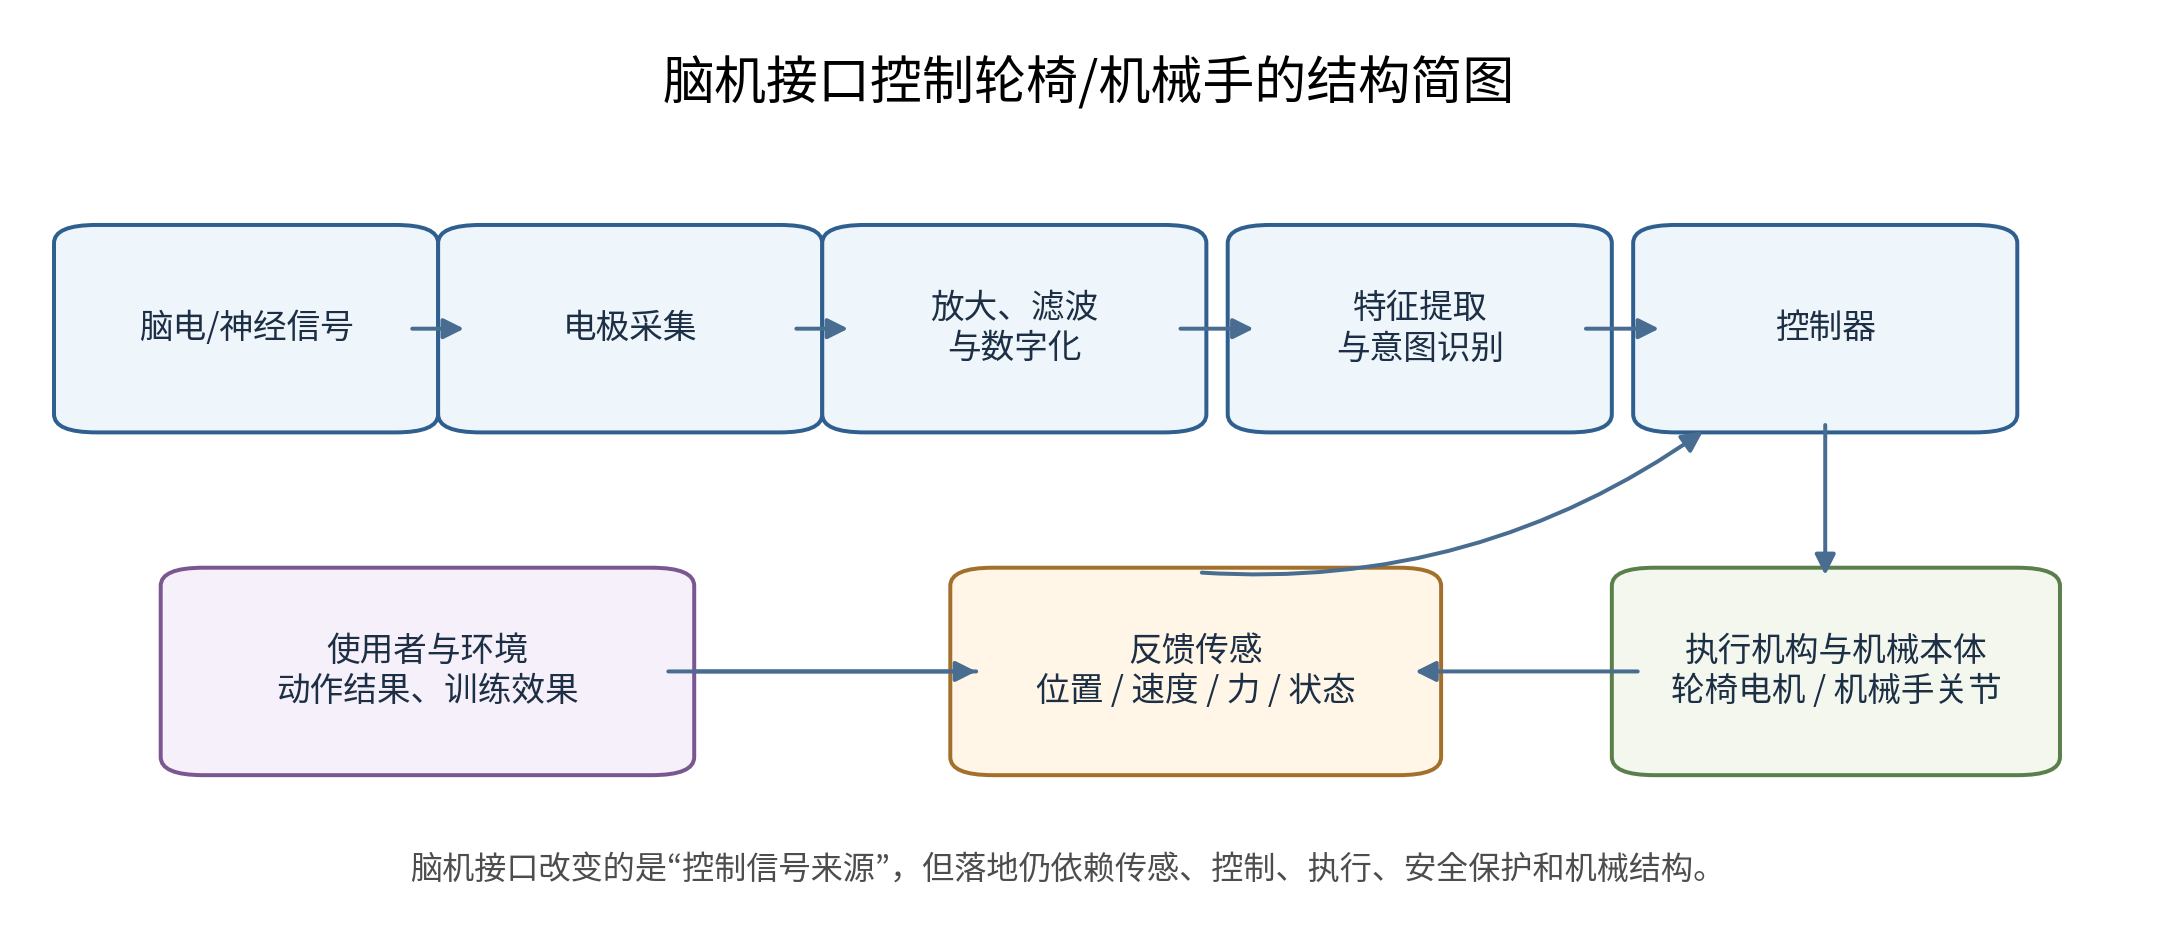 脑机接口控制轮椅/机械手的结构简图
脑电/神经信号
电极采集
放大、滤波
与数字化
特征提取
与意图识别
控制器
使用者与环境
动作结果、训练效果
反馈传感
位置 / 速度 / 力 / 状态
执行机构与机械本体
轮椅电机 / 机械手关节
脑机接口改变的是“控制信号来源”，但落地仍依赖传感、控制、执行、安全保护和机械结构。